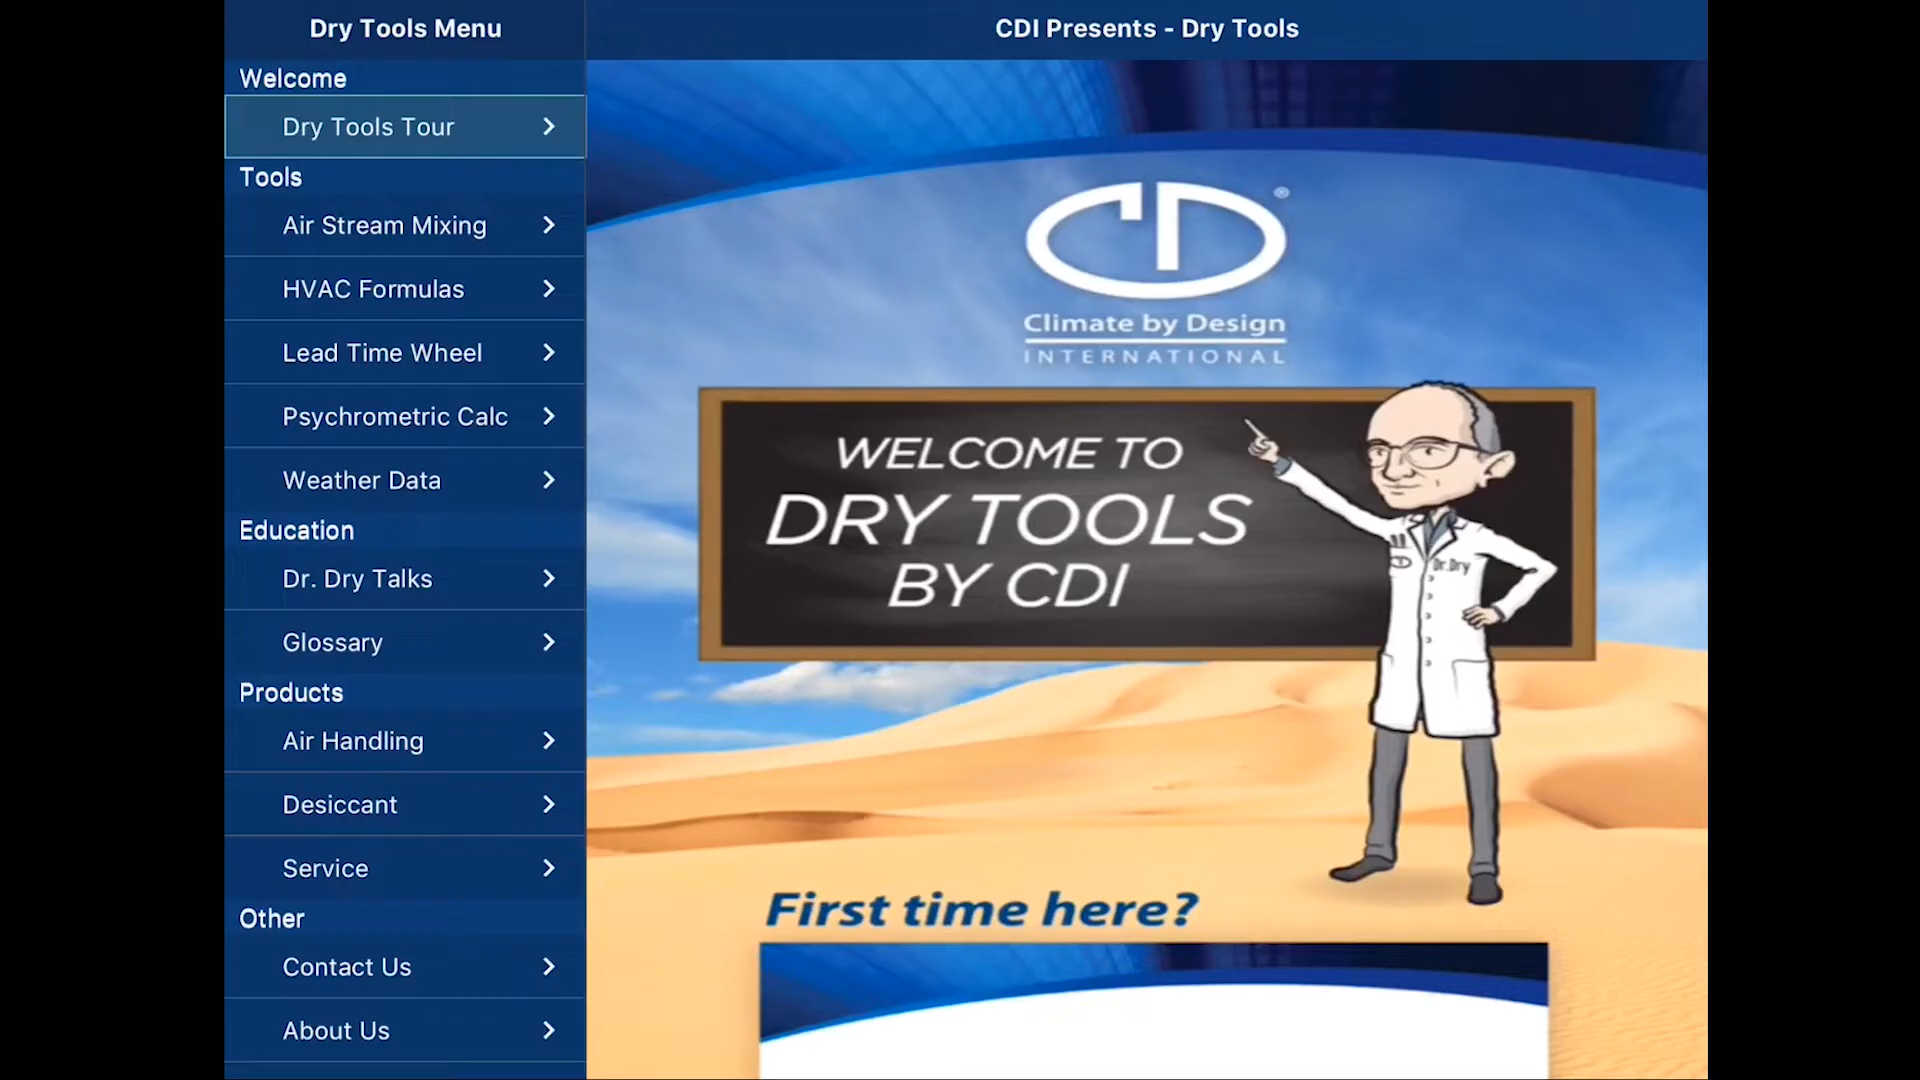 Dry Tools Menu
Welcome
Dry Tools Tour
Tools
Air Stream Mixing
HVAC Formulas
Lead Time Wheel
Psychrometric Calc
Weather Data
Education
Dr. Dry Talks
Glossary
Products
Air Handling
Desiccant
Service
Other
Contact Us
About Us
CDI Presents - Dry Tools
CD®
Climate by Design
INTERNATIONAL
WELCOME TO
DRY TOOLS
BY CDI
Dr.Dry
First time here?